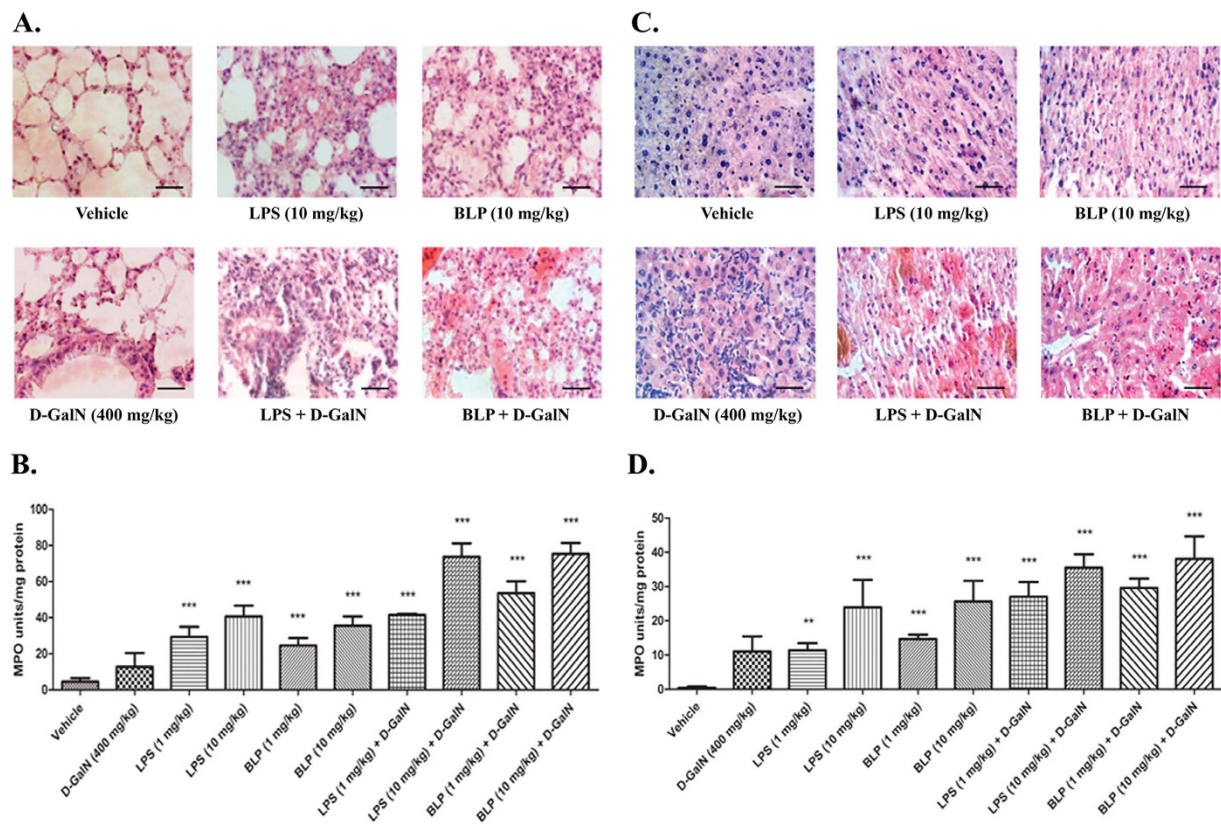 A.
C.
Vehicle
LPS (10 mg/kg)
BLP (10 mg/kg)
Vehicle
LPS (10 mg/kg)
BLP (10 mg/kg)
D-GalN (400 mg/kg)
LPS + D-GalN
BLP + D-GalN
D-GalN (400 mg/kg)
LPS + D-GalN
BLP + D-GalN
B.
MPO units/mg protein
100
80
60
40
20
0
***
***
***
***
***
***
***
***
Vehicle
D-GalN (400 mg/kg)
LPS (1 mg/kg)
LPS (10 mg/kg)
BLP (1 mg/kg)
BLP (10 mg/kg)
LPS (1 mg/kg) + D-GalN
LPS (10 mg/kg) + D-GalN
BLP (1 mg/kg) + D-GalN
BLP (10 mg/kg) + D-GalN
D.
MPO units/mg protein
50
40
30
20
10
0
**
***
***
***
***
***
***
***
Vehicle
D-GalN (400 mg/kg)
LPS (1 mg/kg)
LPS (10 mg/kg)
BLP (1 mg/kg)
BLP (10 mg/kg)
LPS (1 mg/kg) + D-GalN
LPS (10 mg/kg) + D-GalN
BLP (1 mg/kg) + D-GalN
BLP (10 mg/kg) + D-GalN